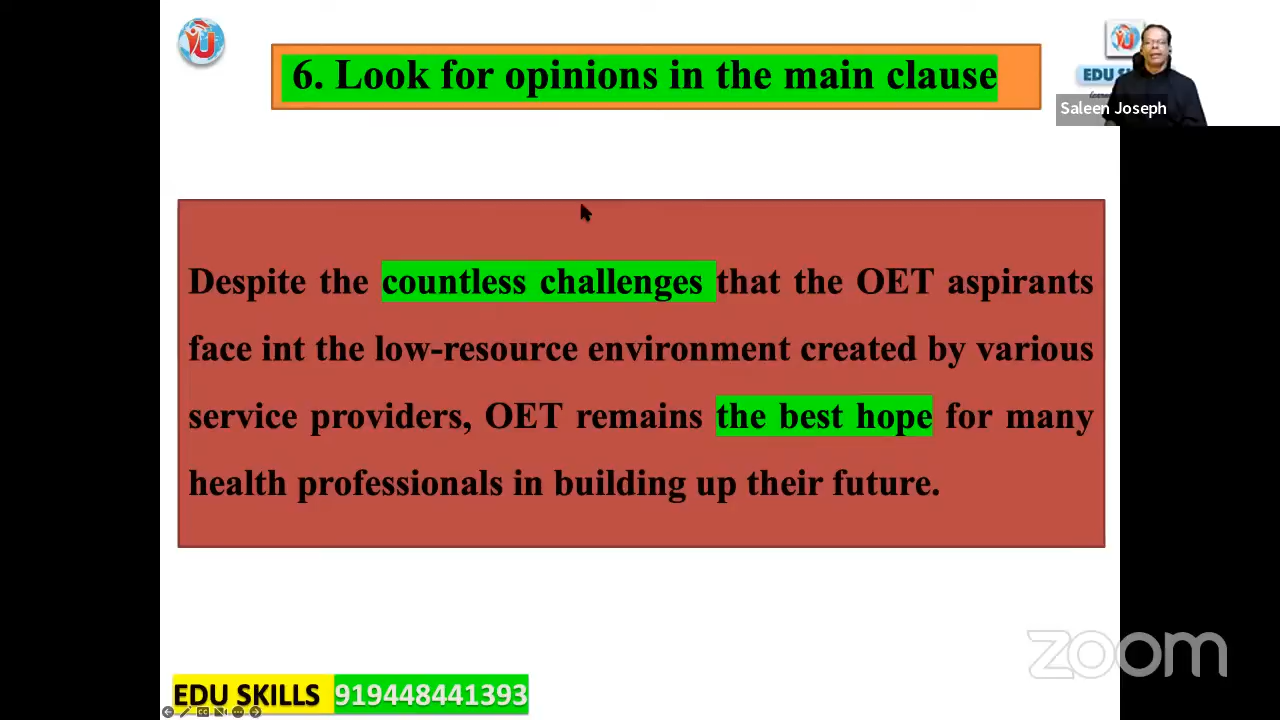 6. Look for opinions in the main clause
EDU S
Saleen Joseph
Despite the countless challenges that the OET aspirants
face int the low-resource environment created by various
service providers, OET remains the best hope for many
health professionals in building up their future.
zoom
EDU SKILLS 919448441393